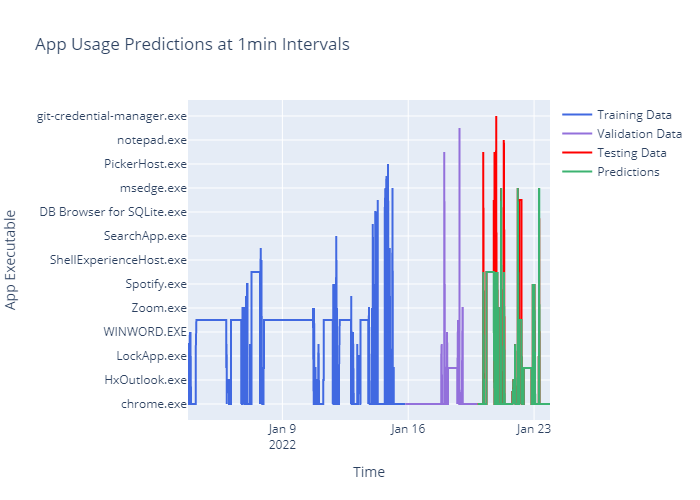 App Usage Predictions at 1min Intervals
git-credential-manager.exe
notepad.exe
PickerHost.exe
msedge.exe
DB Browser for SQLite.exe
SearchApp.exe
ShellExperienceHost.exe
Spotify.exe
Zoom.exe
WINWORD.EXE
LockApp.exe
HxOutlook.exe
chrome.exe
App Executable
Jan 9
2022
Jan 16
Jan 23
Time
Training Data
Validation Data
Testing Data
Predictions